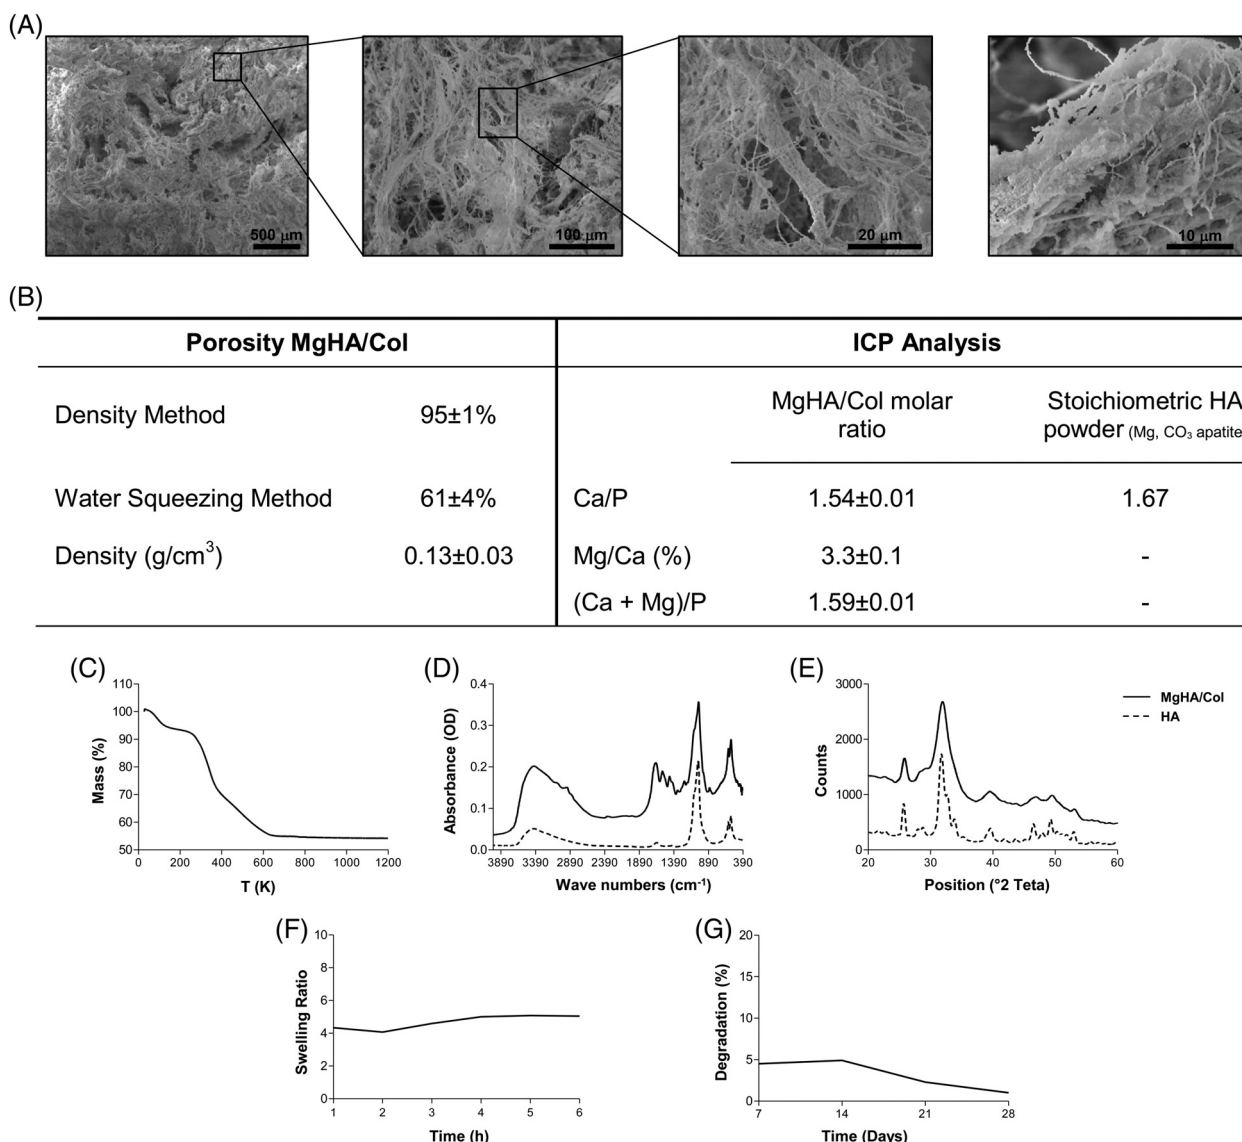 (A)
500 µm
100 µm
20 µm
10 µm
(B)
Porosity MgHA/Col
ICP Analysis
MgHA/Col molar
ratio
Stoichiometric HA
powder (Mg, CO₃ apatite
Density Method 95±1%
Water Squeezing Method 61±4%
Ca/P 1.54±0.01 1.67
Density (g/cm³) 0.13±0.03
Mg/Ca (%) 3.3±0.1 -
(Ca + Mg)/P 1.59±0.01 -
(C)
110
100
90
80
70
60
50
Mass (%)
0 200 400 600 800 1000 1200
T (K)
(D)
0.4
0.3
0.2
0.1
0.0
Absorbance (OD)
3890 3390 2890 2390 1890 1390 890 390
Wave numbers (cm⁻¹)
(E)
3000
2000
1000
0
Counts
20 30 40 50 60
Position (°2 Teta)
MgHA/Col
HA
(F)
10
8
6
4
2
0
Swelling Ratio
1 2 3 4 5 6
Time (h)
(G)
20
15
10
5
0
Degradation (%)
7 14 21 28
Time (Days)